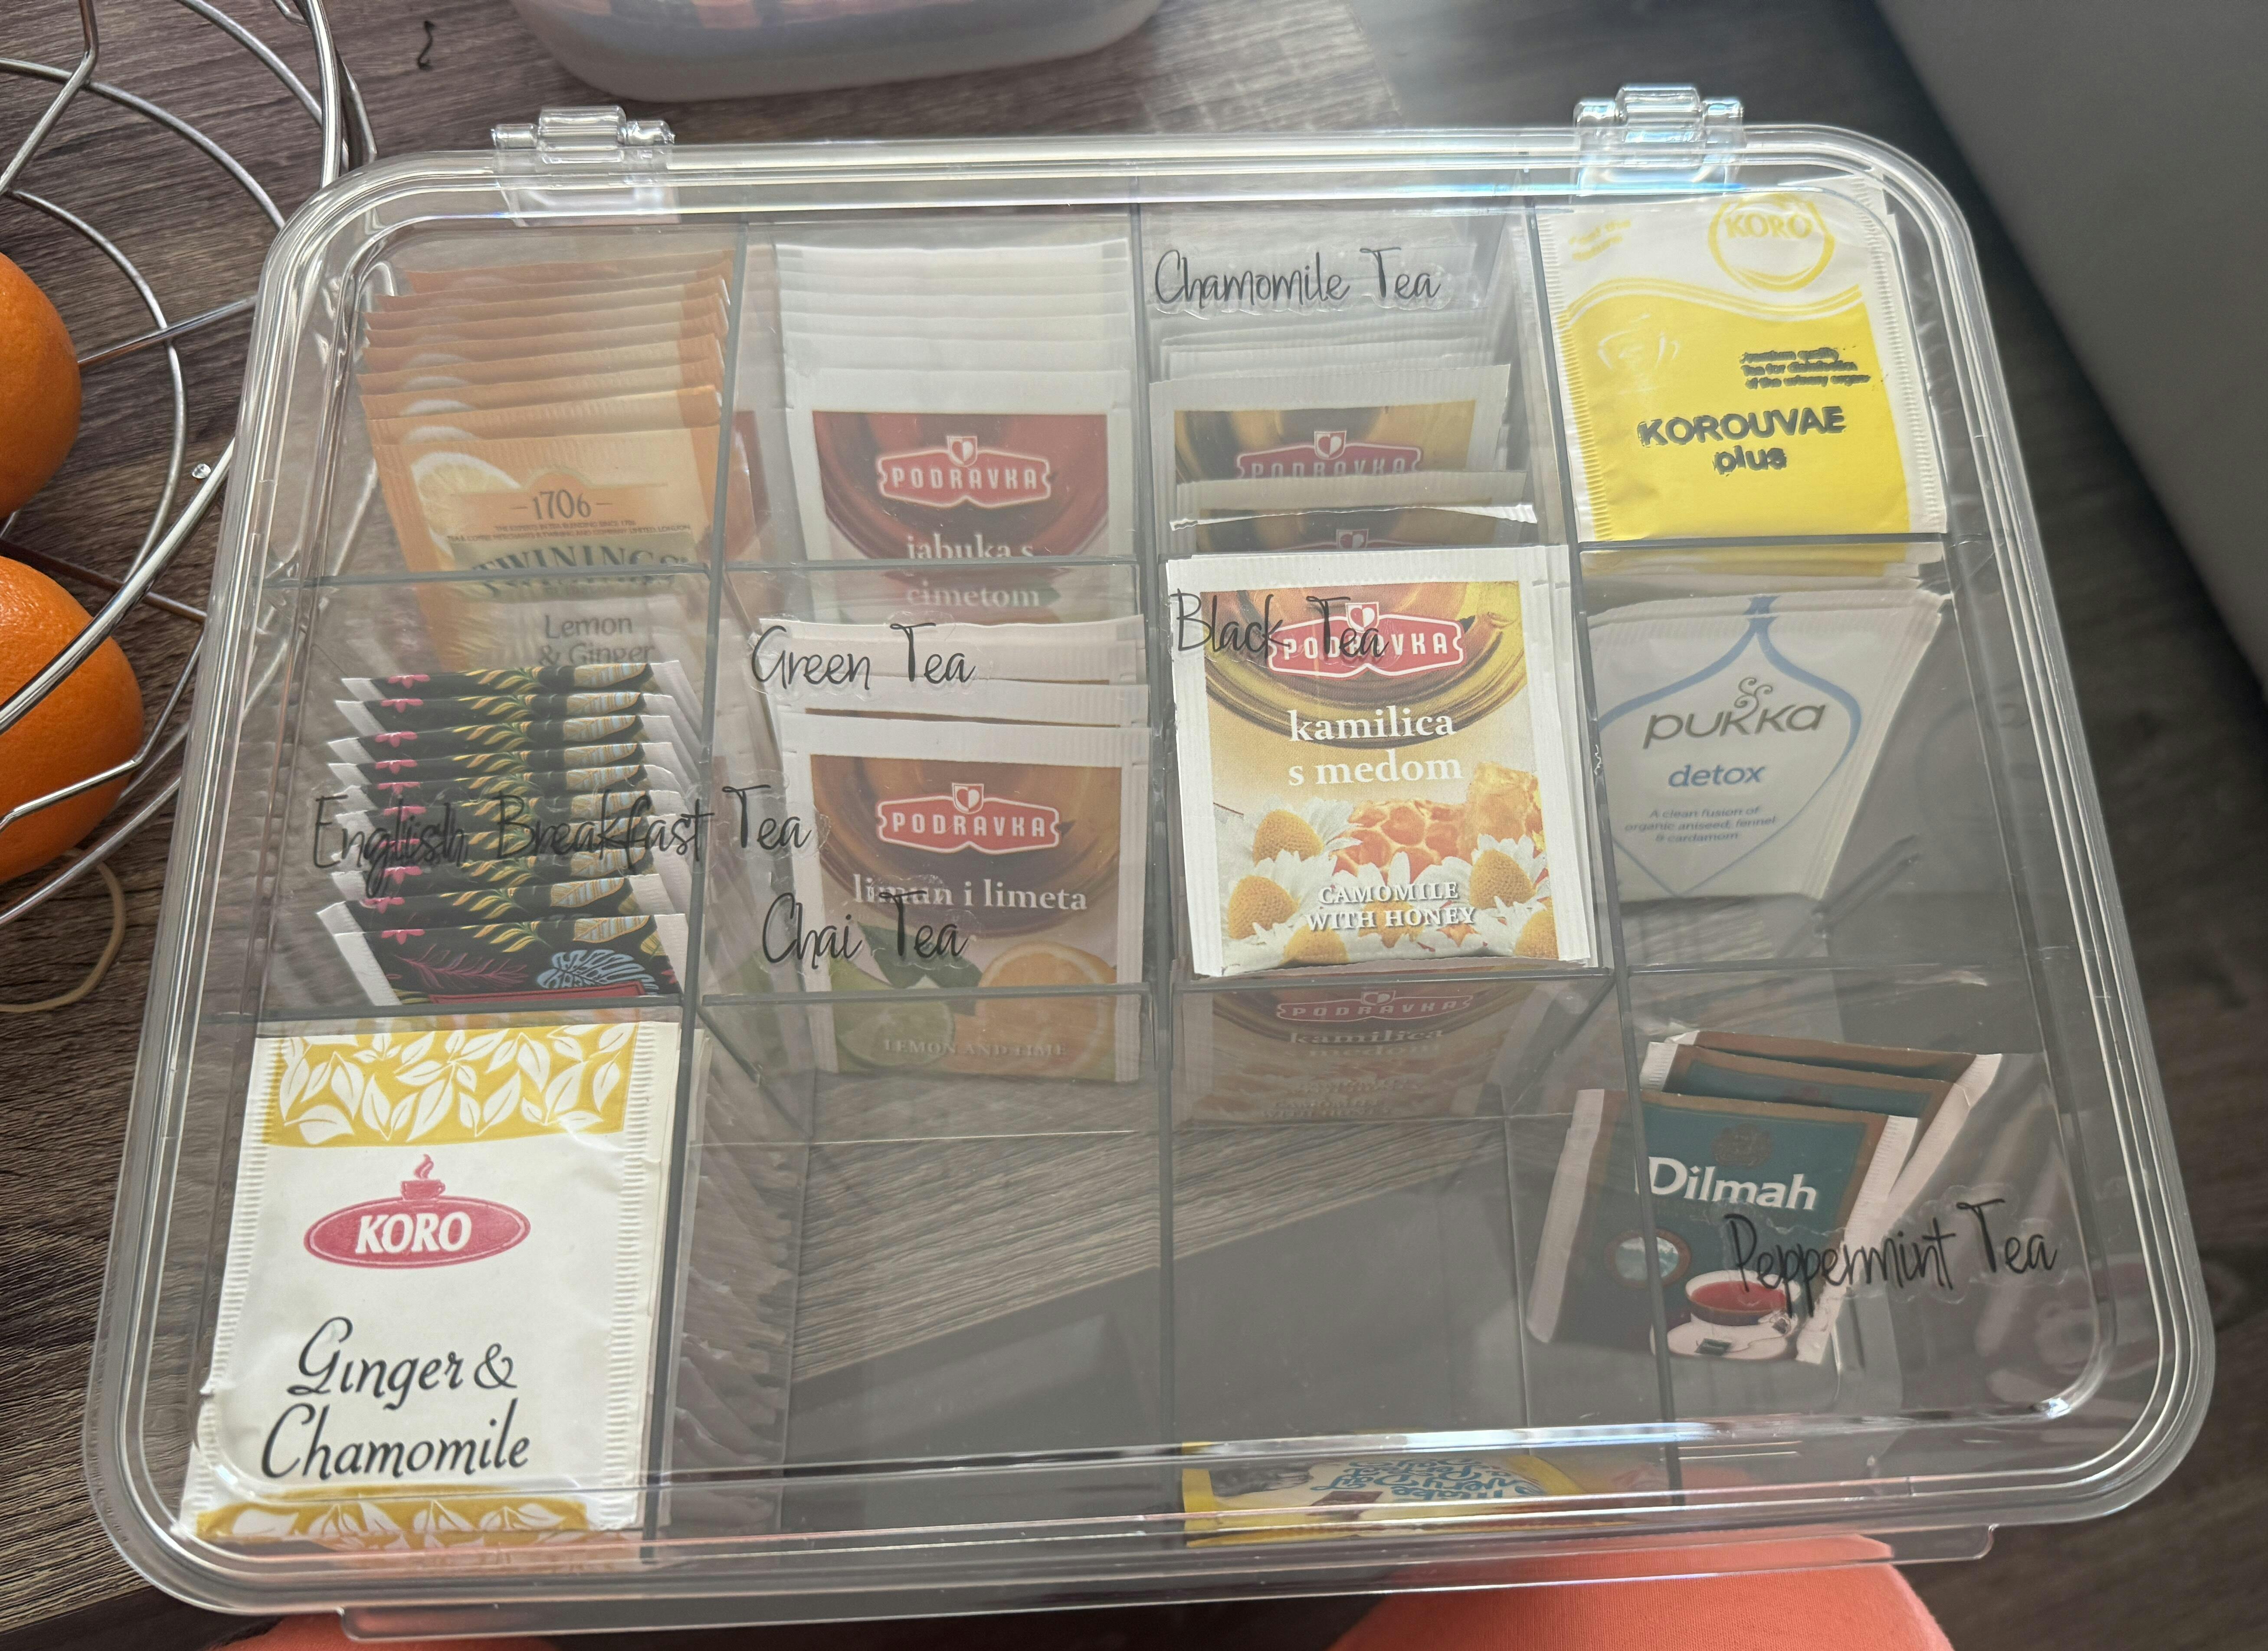 Chamomile Tea
KORO
KOROUVAE
plus
PODRAVKA
jabuka s
cimetom
PODRAVKA
-1706-
TWININGS
Lemon
& Ginger
Green Tea
Black Tea
PODRAVKA
kamilica
s medom
CAMOMILE
WITH HONEY
pukka
detox
A clean fusion of
organic aniseed, fennel
& cardamom
English Breakfast Tea
PODRAVKA
limun i limeta
Chai Tea
LEMON AND LIME
PODRAVKA
kamilica
s medom
KORO
Ginger &
Chamomile
Dilmah
Peppermint Tea